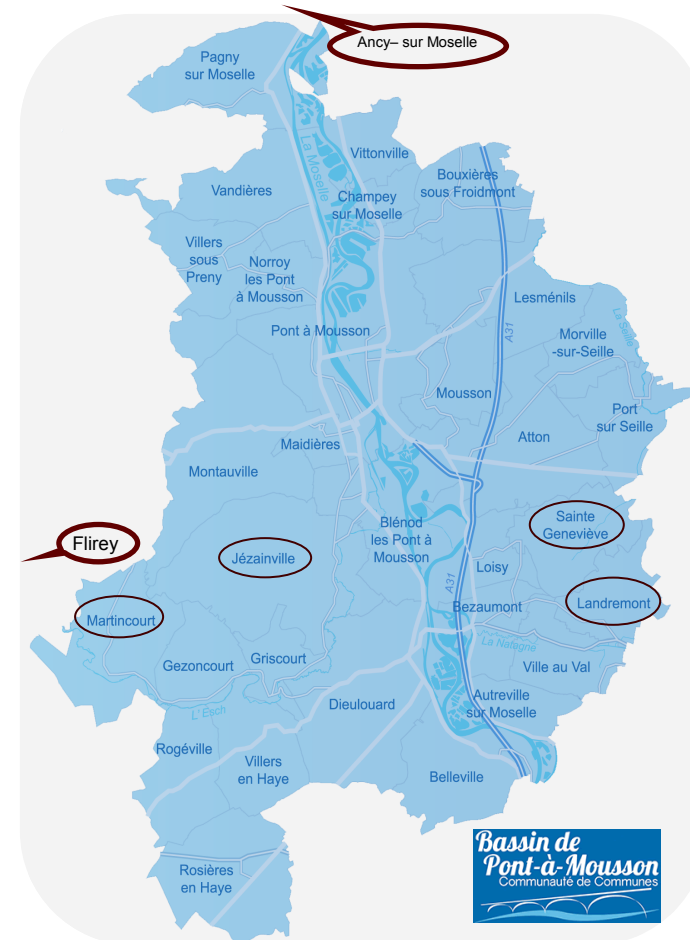 Ancy– sur Moselle
Pagny
sur Moselle
La Moselle
Vittonville
Bouxières
sous Froidmont
Vandières
Champey
sur Moselle
Villers
sous
Preny
Norroy
les Pont
à Mousson
Lesménils
La Seille
A31
Pont à Mousson
Morville
-sur-Seille
Mousson
Port
sur Seille
Atton
Maidières
Montauville
Sainte
Geneviève
Blénod
les Pont à
Mousson
Flirey
Jézainville
Loisy
A31
Landremont
Bezaumont
Martincourt
La Natagne
Gezoncourt
Griscourt
Ville au Val
Dieulouard
Autreville
sur Moselle
L'Esch
Rogéville
Villers
en Haye
Belleville
Rosières
en Haye
Bassin de
Pont-à-Mousson
Communauté de Communes